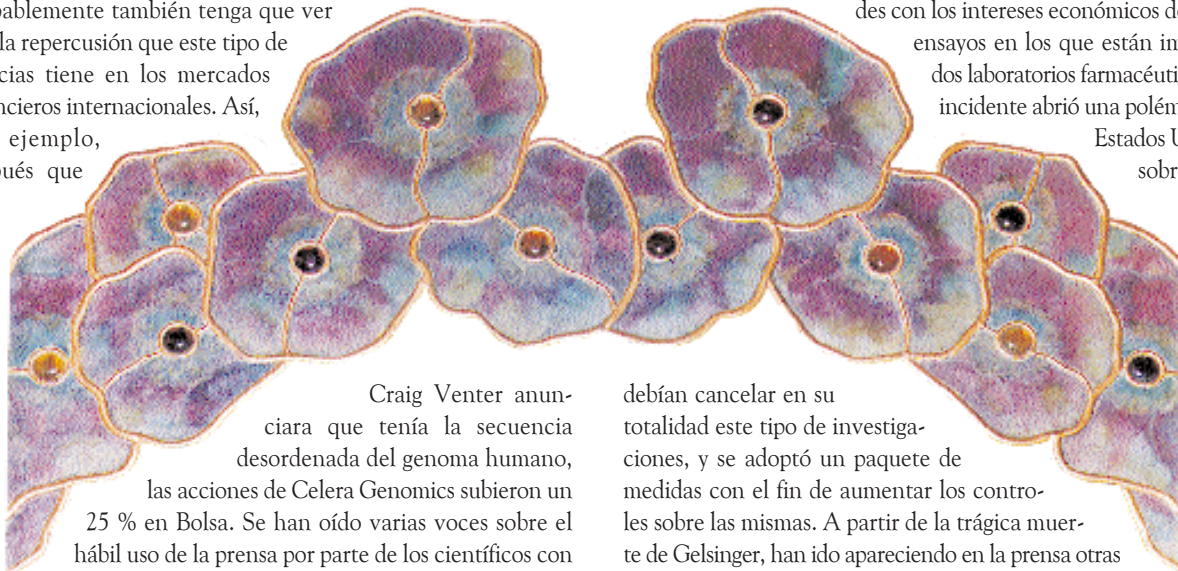 bablemente también tenga que ver
la repercusión que este tipo de
cias tiene en los mercados
ncieros internacionales. Así,
ejemplo,
ués que
Craig Venter anun-
ciara que tenía la secuencia
desordenada del genoma humano,
las acciones de Celera Genomics subieron un
25 % en Bolsa. Se han oído varias voces sobre el
hábil uso de la prensa por parte de los científicos con
des con los intereses económicos de
ensayos en los que están im
dos laboratorios farmacéuti
incidente abrió una polém
Estados U
sobr
debían cancelar en su
totalidad este tipo de investiga-
ciones, y se adoptó un paquete de
medidas con el fin de aumentar los contro-
les sobre las mismas. A partir de la trágica muer-
te de Gelsinger, han ido apareciendo en la prensa otras